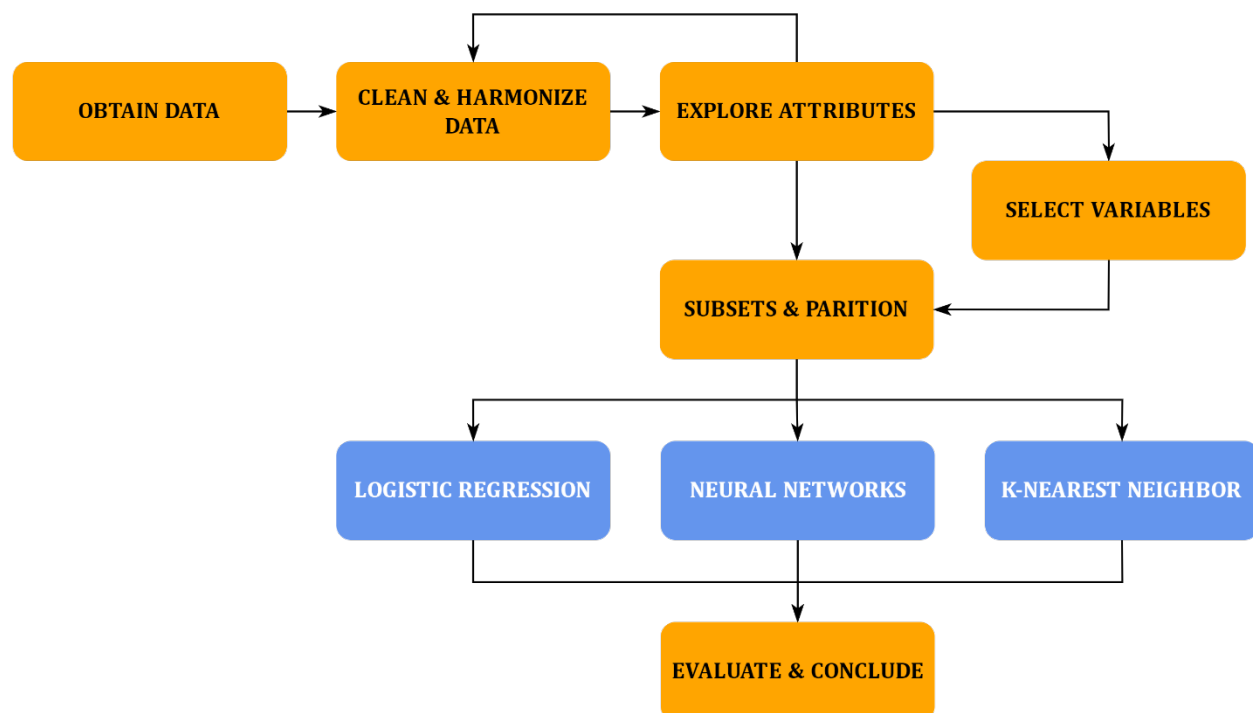 OBTAIN DATA
CLEAN & HARMONIZE
DATA
EXPLORE ATTRIBUTES
SELECT VARIABLES
SUBSETS & PARITION
LOGISTIC REGRESSION
NEURAL NETWORKS
K-NEAREST NEIGHBOR
EVALUATE & CONCLUDE